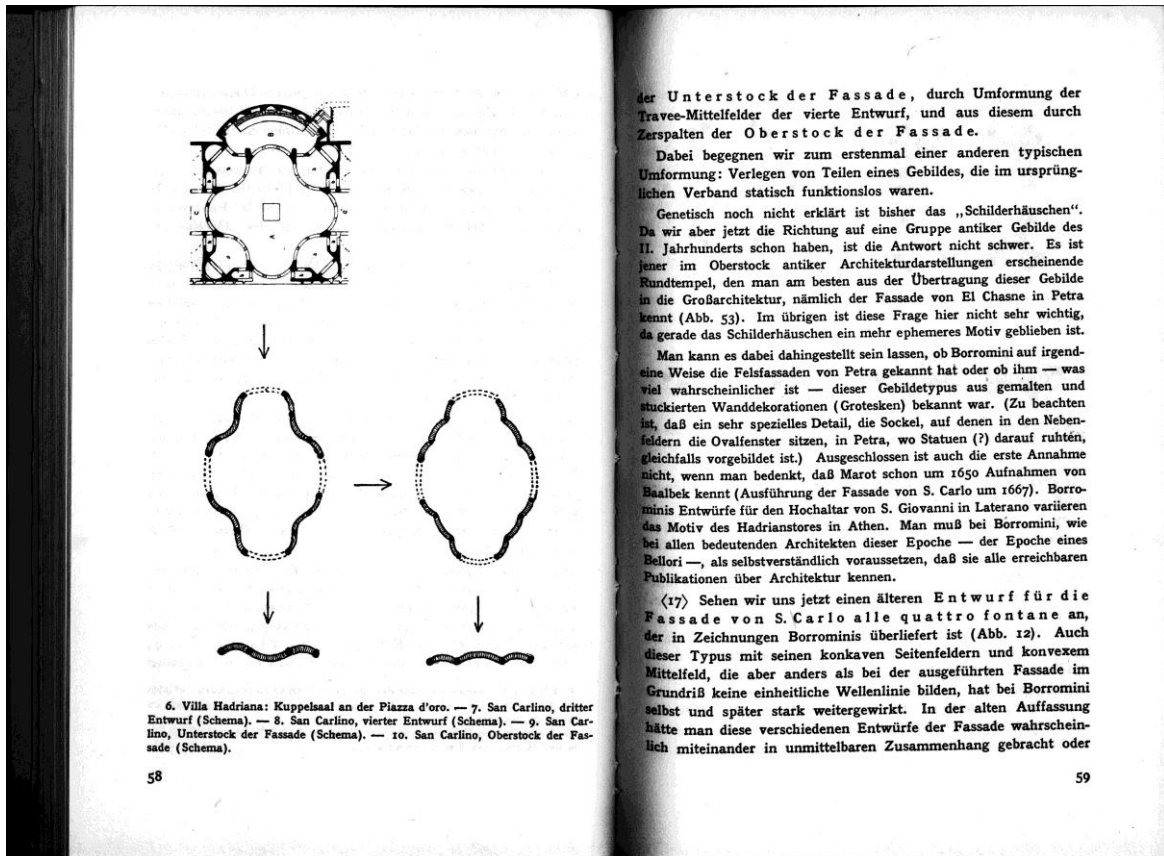 6. Villa Hadriana: Kuppelsaal an der Piazza d'oro. — 7. San Carlino, dritter
Entwurf (Schema). — 8. San Carlino, vierter Entwurf (Schema). — 9. San Car-
lino, Unterstock der Fassade (Schema). — 10. San Carlino, Oberstock der Fas-
sade (Schema).
58
der Unterstock der Fassade, durch Umformung der
Travee-Mittelfelder der vierte Entwurf, und aus diesem durch
Zerspalten der Oberstock der Fassade.
Dabei begegnen wir zum erstenmal einer anderen typischen
Umformung: Verlegen von Teilen eines Gebildes, die im ursprüng-
lichen Verband statisch funktionslos waren.
Genetisch noch nicht erklärt ist bisher das „Schilderhäuschen“.
Da wir aber jetzt die Richtung auf eine Gruppe antiker Gebilde des
II. Jahrhunderts schon haben, ist die Antwort nicht schwer. Es ist
jener im Oberstock antiker Architekturdarstellungen erscheinende
Rundtempel, den man am besten aus der Übertragung dieser Gebilde
in die Großarchitektur, nämlich der Fassade von El Chasne in Petra
kennt (Abb. 53). Im übrigen ist diese Frage hier nicht sehr wichtig,
da gerade das Schilderhäuschen ein mehr ephemeres Motiv geblieben ist.
Man kann es dabei dahingestellt sein lassen, ob Borromini auf irgend-
eine Weise die Felsfassaden von Petra gekannt hat oder ob ihm — was
viel wahrscheinlicher ist — dieser Gebildetypus aus gemalten und
stuckierten Wanddekorationen (Grotesken) bekannt war. (Zu beachten
ist, daß ein sehr spezielles Detail, die Sockel, auf denen in den Neben-
feldern die Ovalfenster sitzen, in Petra, wo Statuen (?) darauf ruhten,
gleichfalls vorgebildet ist.) Ausgeschlossen ist auch die erste Annahme
nicht, wenn man bedenkt, daß Marot schon um 1650 Aufnahmen von
Baalbek kennt (Ausführung der Fassade von S. Carlo um 1667). Borro-
minis Entwürfe für den Hochaltar von S. Giovanni in Laterano variieren
das Motiv des Hadrianstores in Athen. Man muß bei Borromini, wie
bei allen bedeutenden Architekten dieser Epoche — der Epoche eines
Bellori —, als selbstverständlich voraussetzen, daß sie alle erreichbaren
Publikationen über Architektur kennen.
⟨17⟩ Sehen wir uns jetzt einen älteren Entwurf für die
Fassade von S. Carlo alle quattro fontane an,
der in Zeichnungen Borrominis überliefert ist (Abb. 12). Auch
dieser Typus mit seinen konkaven Seitenfeldern und konvexem
Mittelfeld, die aber anders als bei der ausgeführten Fassade im
Grundriß keine einheitliche Wellenlinie bilden, hat bei Borromini
selbst und später stark weitergewirkt. In der alten Auffassung
hätte man diese verschiedenen Entwürfe der Fassade wahrschein-
lich miteinander in unmittelbaren Zusammenhang gebracht oder
59